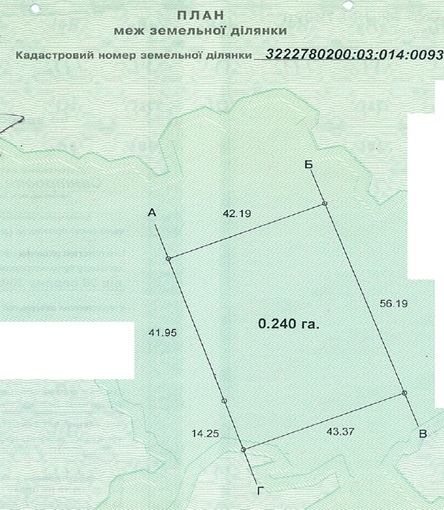 ПЛАН
меж земельної ділянки
Кадастровий номер земельної ділянки 3222780200:03:014:0093
Б
А
42.19
56.19
0.240 га.
41.95
14.25
43.37
В
Г